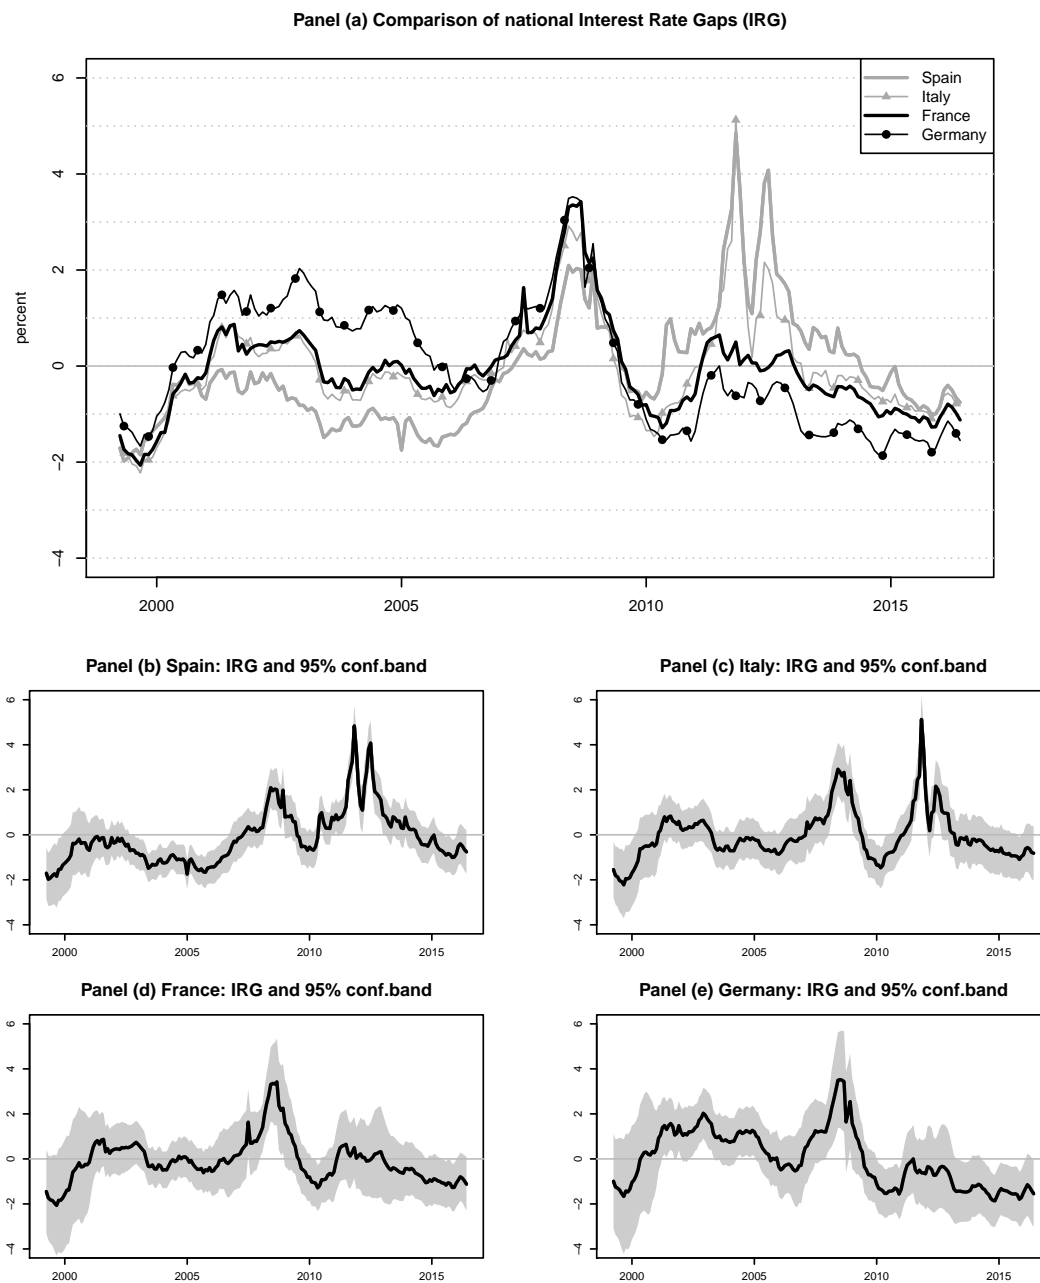 Panel (a) Comparison of national Interest Rate Gaps (IRG)
6
4
2
0
−2
−4
percent
Spain
Italy
France
Germany
2000 2005 2010 2015
Panel (b) Spain: IRG and 95% conf.band
6
4
2
0
−2
−4
2000 2005 2010 2015
Panel (c) Italy: IRG and 95% conf.band
6
4
2
0
−2
−4
2000 2005 2010 2015
Panel (d) France: IRG and 95% conf.band
6
4
2
0
−2
−4
2000 2005 2010 2015
Panel (e) Germany: IRG and 95% conf.band
6
4
2
0
−2
−4
2000 2005 2010 2015